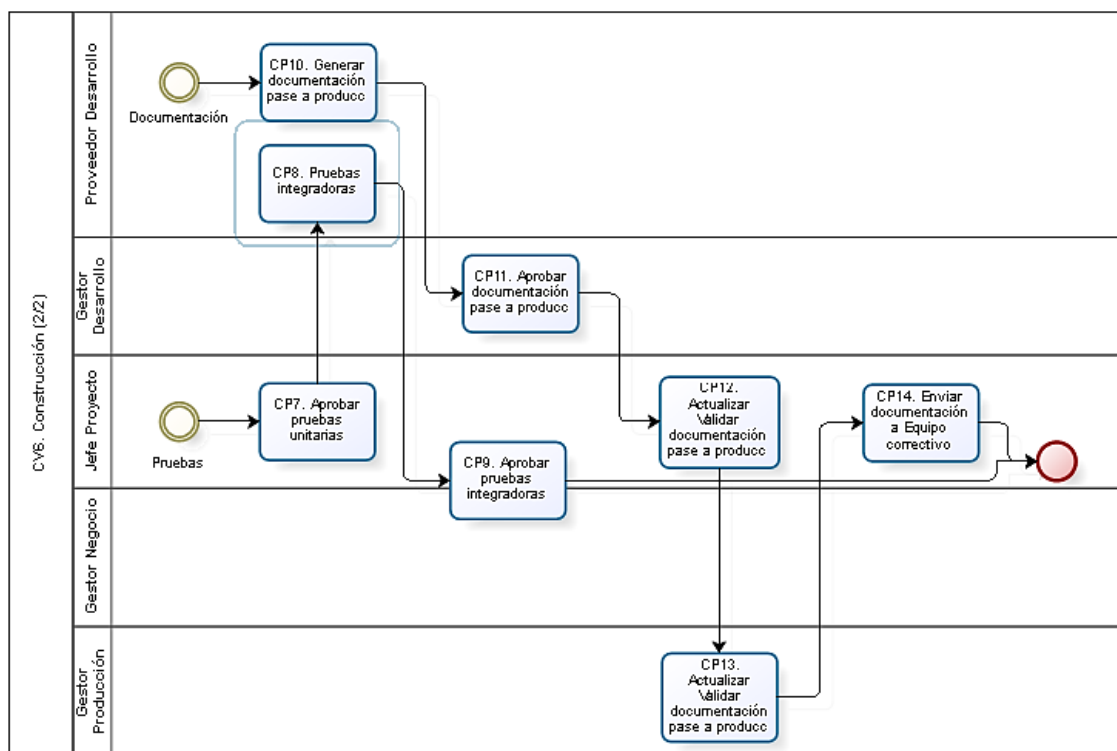 CV6. Construcción (2/2)
Proveedor Desarrollo
Documentación
CP10. Generar
documentación
pase a producc
CP8. Pruebas
integradoras
Gestor
Desarrollo
CP11. Aprobar
documentación
pase a producc
Jefe Proyecto
Pruebas
CP7. Aprobar
pruebas
unitarias
CP9. Aprobar
pruebas
integradoras
CP12.
Actualizar
\Validar
documentación
pase a producc
CP14. Enviar
documentación
a Equipo
correctivo
Gestor Negocio
Gestor
Producción
CP13.
Actualizar
\Validar
documentación
pase a producc